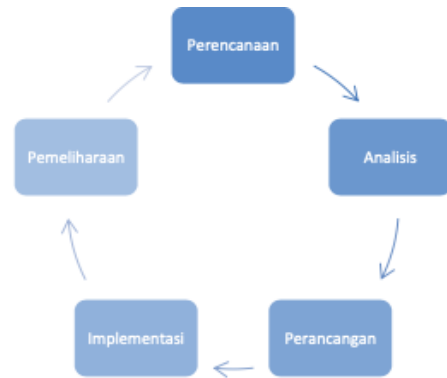 Perencanaan
Analisis
Perancangan
Implementasi
Pemeliharaan